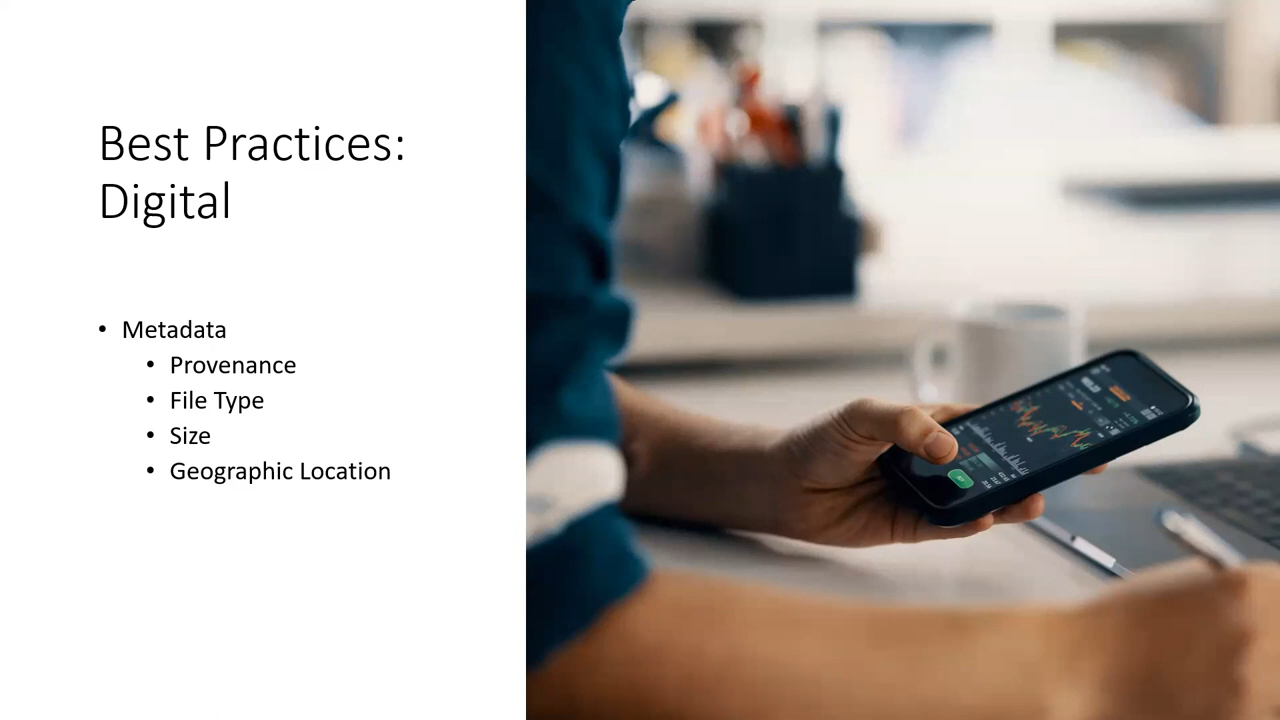 Best Practices:
Digital
• Metadata
• Provenance
• File Type
• Size
• Geographic Location